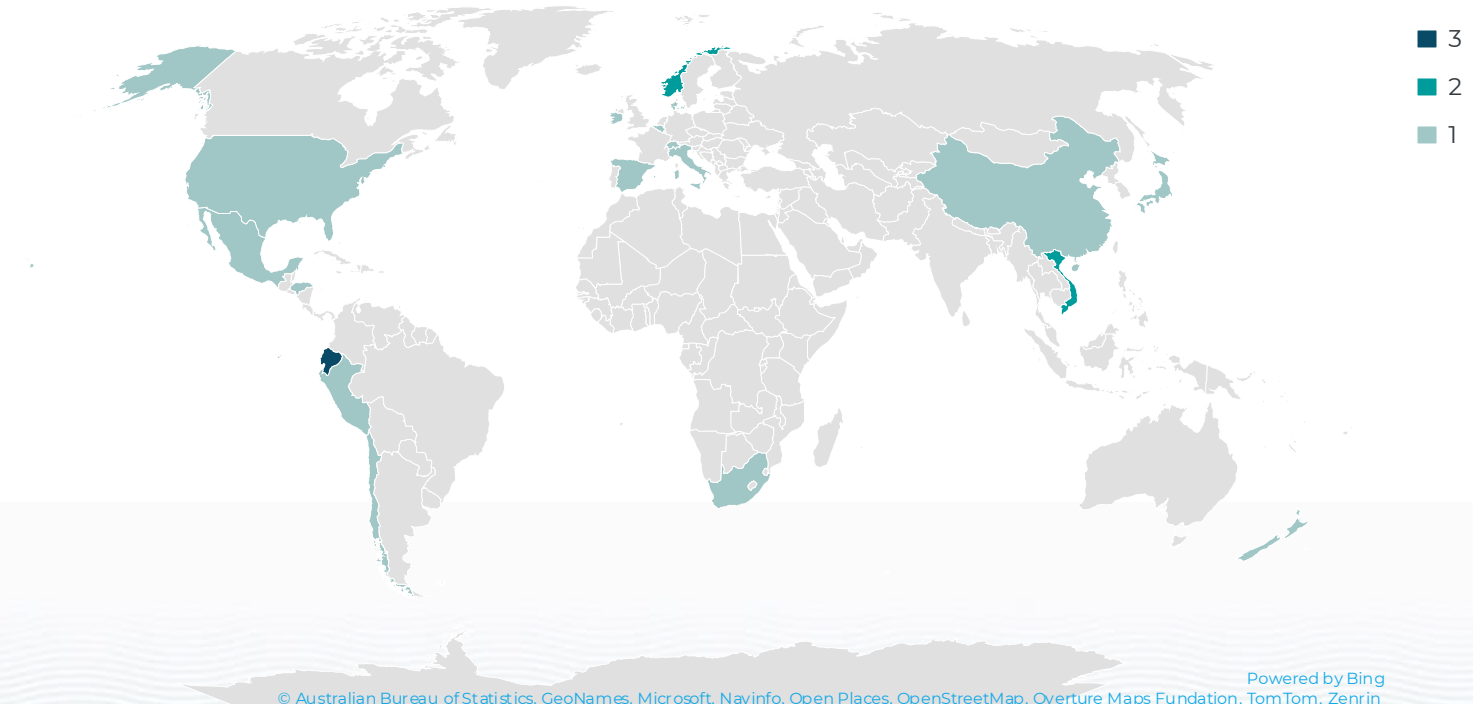 3
2
1
Powered by Bing
© Australian Bureau of Statistics, GeoNames, Microsoft, Navinfo, Open Places, OpenStreetMap, Overture Maps Fundation, TomTom, Zenrin